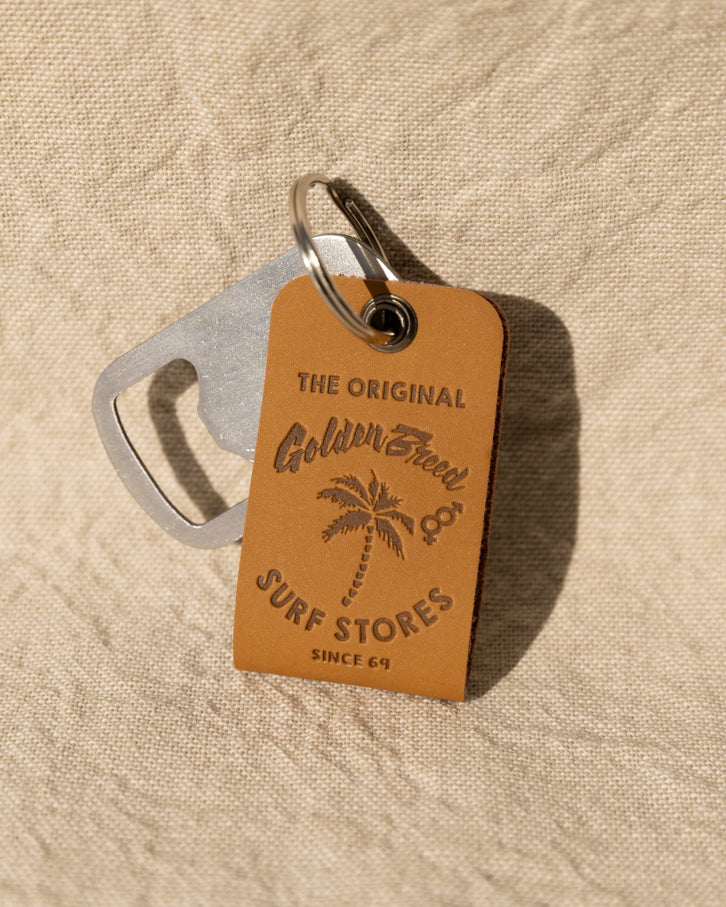 THE ORIGINAL
Golden Breed
SURF STORES
SINCE 69